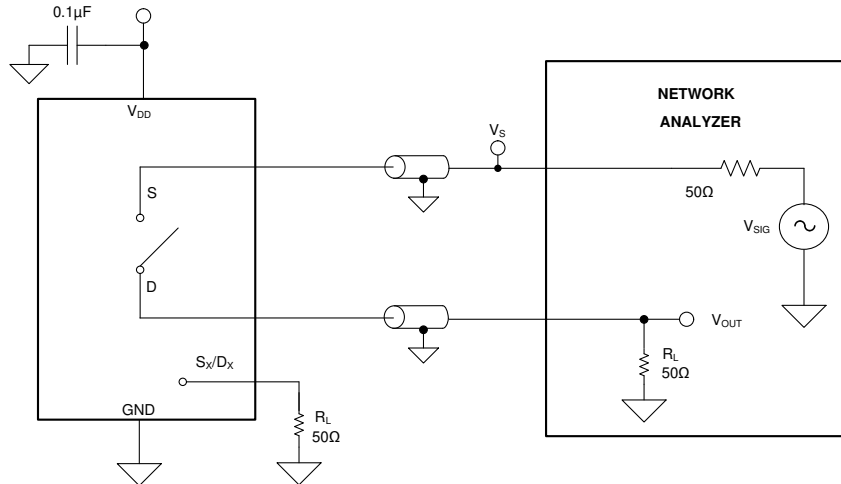 0.1µF
V_DD
NETWORK
ANALYZER
V_S
S
50Ω
V_SIG
D
V_OUT
S_X/D_X
R_L
50Ω
GND
R_L
50Ω